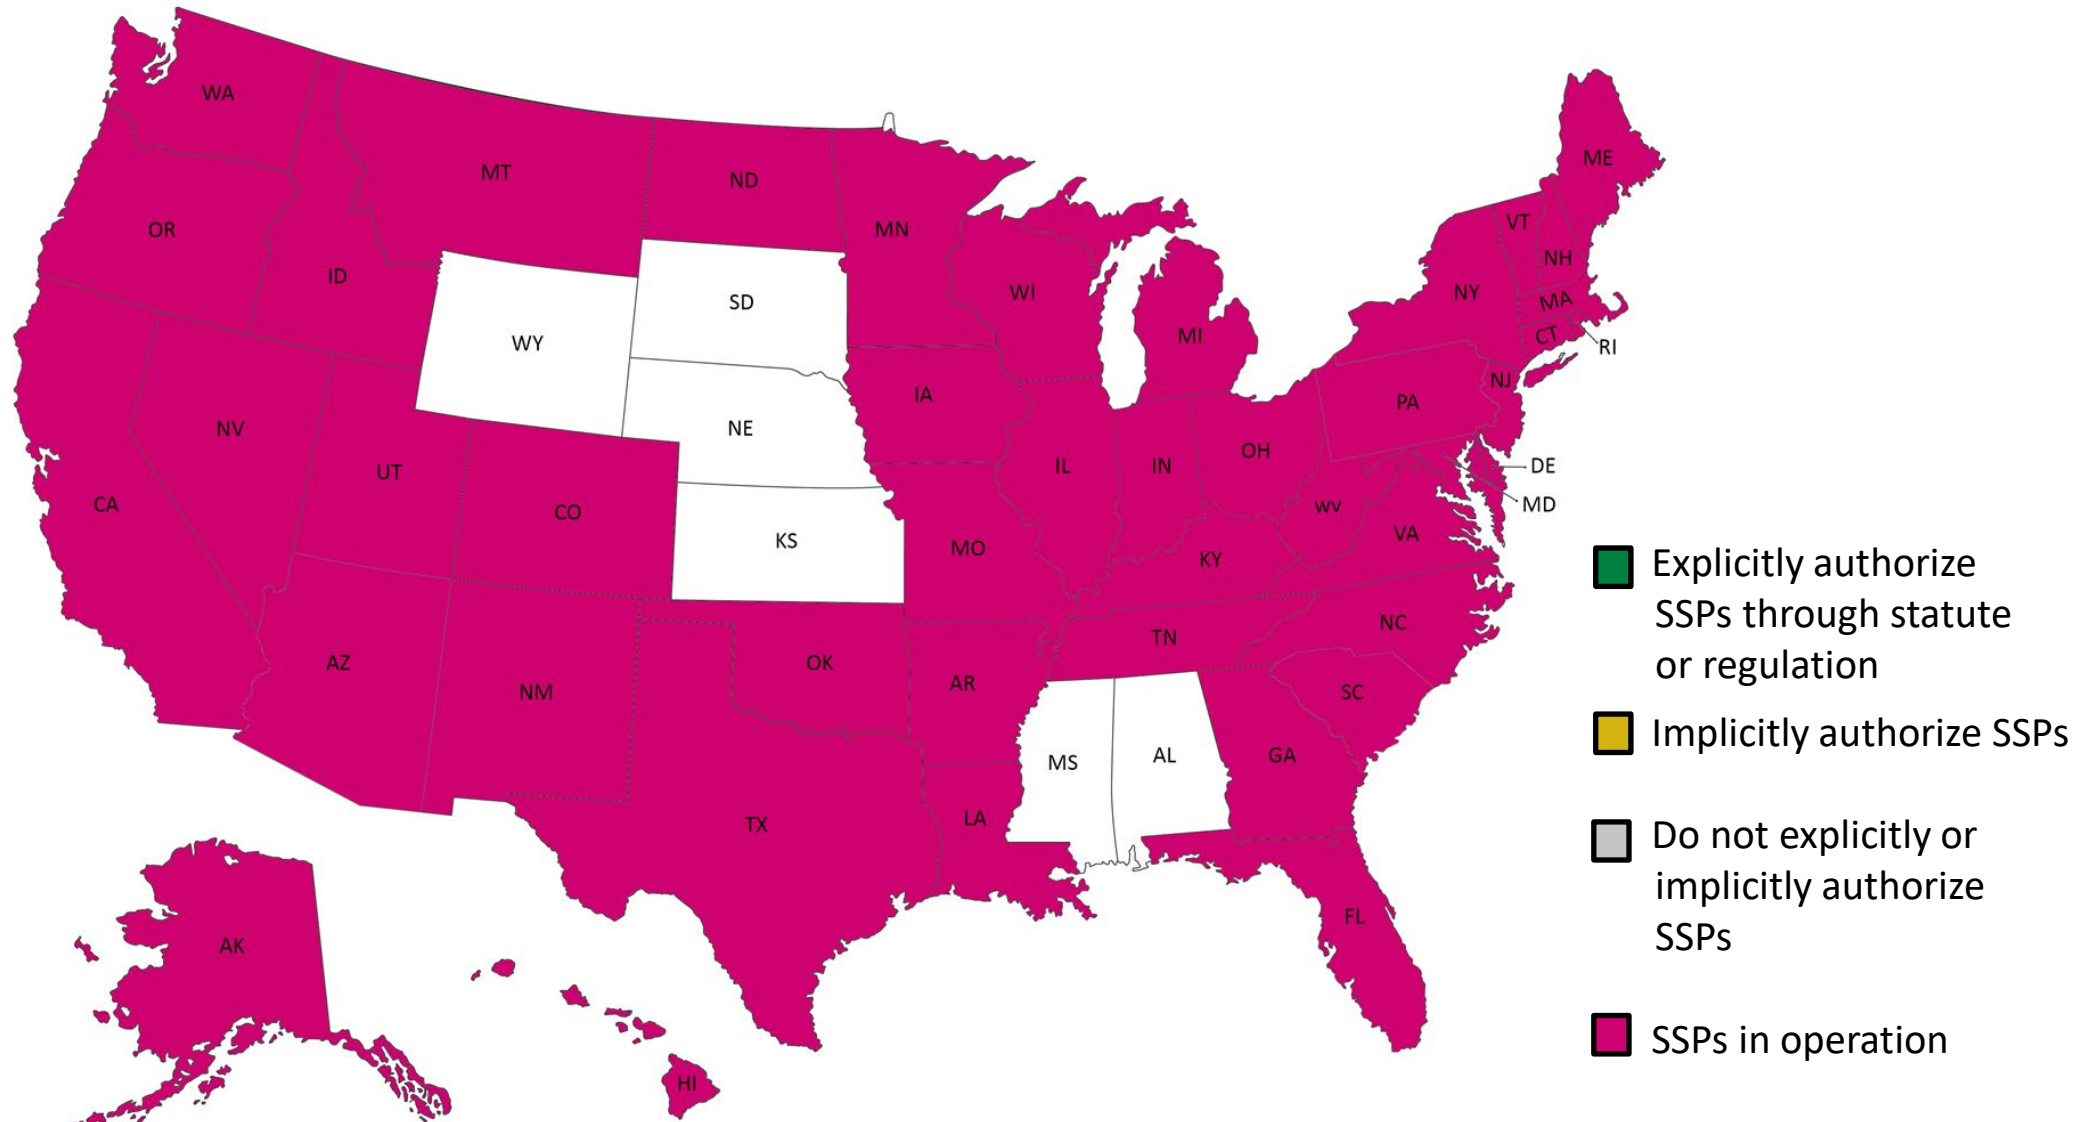 WA
MT
ND
MN
ME
OR
ID
SD
WI
MI
VT
NH
NY
MA
CT
RI
WY
IA
NE
NV
UT
CO
CA
KS
MO
IL
IN
OH
PA
NJ
DE
MD
WV
VA
KY
AZ
NM
OK
AR
TN
NC
SC
MS
AL
GA
TX
LA
FL
AK
HI
Explicitly authorize
SSPs through statute
or regulation
Implicitly authorize SSPs
Do not explicitly or
implicitly authorize
SSPs
SSPs in operation